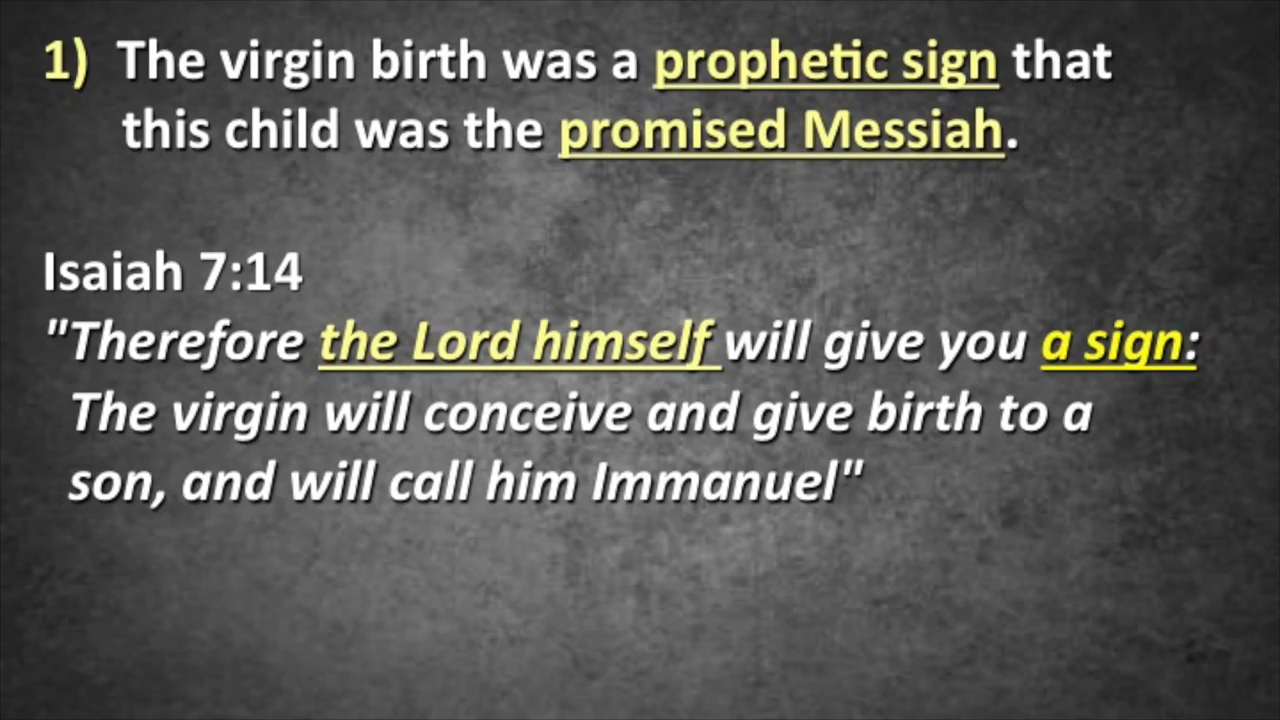 1) The virgin birth was a prophetic sign that
this child was the promised Messiah.
Isaiah 7:14
"Therefore the Lord himself will give you a sign:
The virgin will conceive and give birth to a
son, and will call him Immanuel"